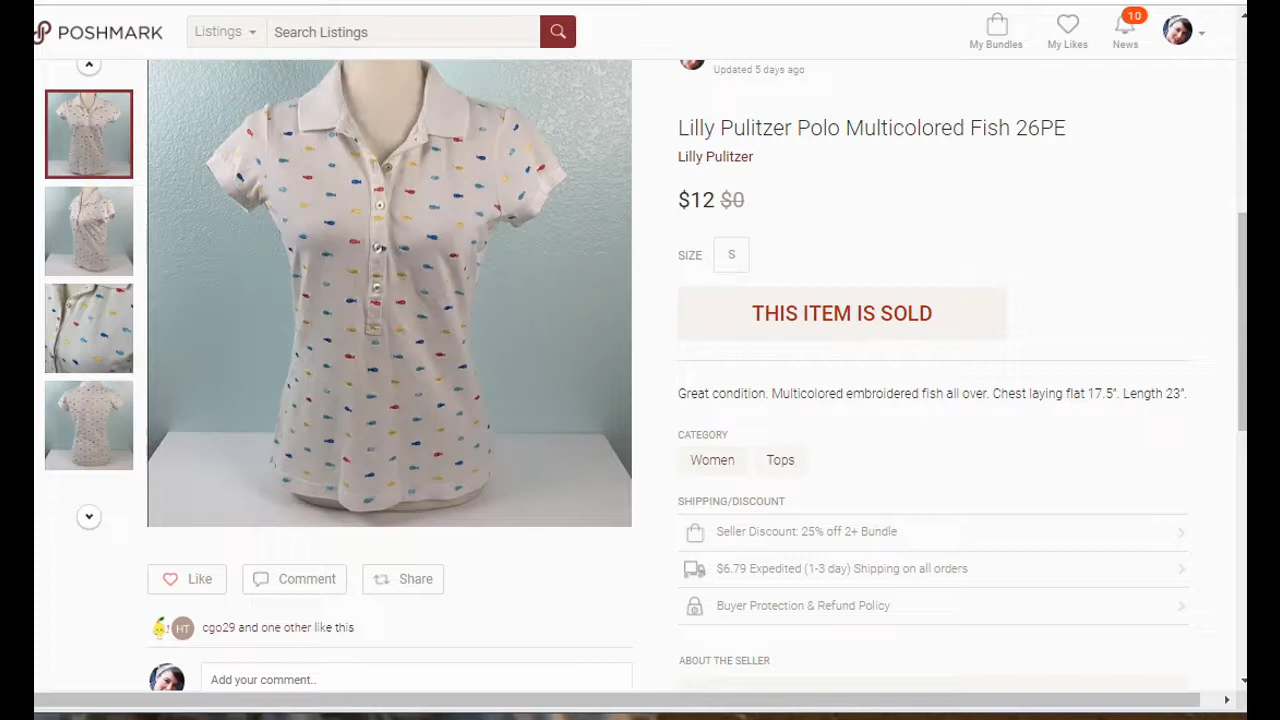 POSHMARK
Listings
Search Listings
My Bundles
My Likes
10
News
Updated 5 days ago
Lilly Pulitzer Polo Multicolored Fish 26PE
Lilly Pulitzer
$12 $0
SIZE
S
THIS ITEM IS SOLD
Great condition. Multicolored embroidered fish all over. Chest laying flat 17.5". Length 23".
CATEGORY
Women
Tops
SHIPPING/DISCOUNT
Seller Discount: 25% off 2+ Bundle
$6.79 Expedited (1-3 day) Shipping on all orders
Buyer Protection & Refund Policy
ABOUT THE SELLER
Like
Comment
Share
HT
cgo29 and one other like this
Add your comment..